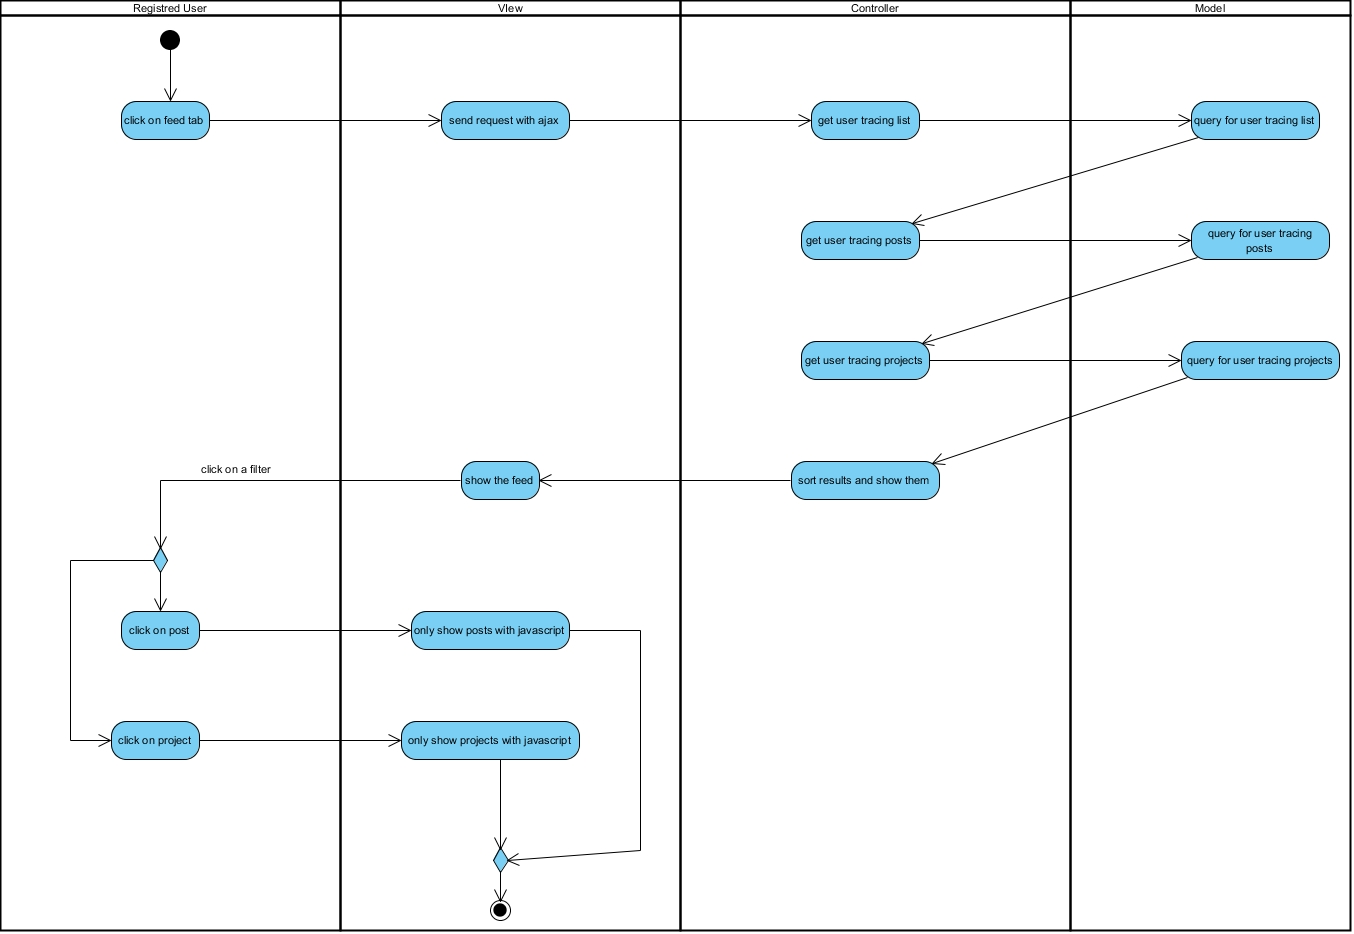 Registred User
VIew
Controller
Model
click on feed tab
send request with ajax
get user tracing list
query for user tracing list
get user tracing posts
query for user tracing
posts
get user tracing projects
query for user tracing projects
click on a filter
show the feed
sort results and show them
click on post
only show posts with javascript
click on project
only show projects with javascript